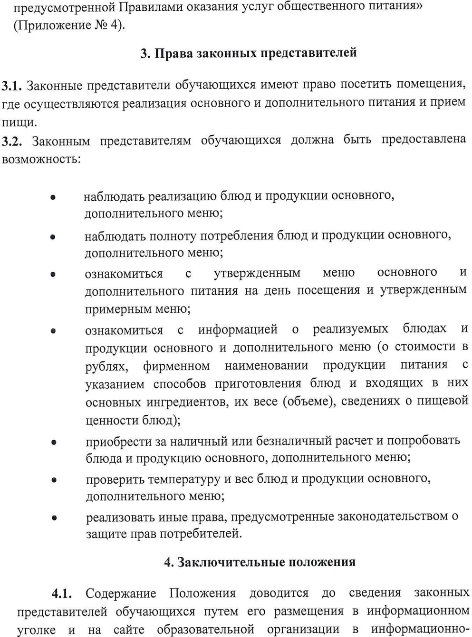 предусмотренной Правилами оказания услуг общественного питания»
(Приложение № 4).
3. Права законных представителей
3.1. Законные представители обучающихся имеют право посетить помещения,
где осуществляются реализация основного и дополнительного питания и прием
пищи.
3.2. Законным представителям обучающихся должна быть предоставлена
возможность:
• наблюдать реализацию блюд и продукции основного,
дополнительного меню;
• наблюдать полноту потребления блюд и продукции основного,
дополнительного меню;
• ознакомиться с утвержденным меню основного и
дополнительного питания на день посещения и утвержденным
примерным меню;
• ознакомиться с информацией о реализуемых блюдах и
продукции основного и дополнительного меню (о стоимости в
рублях, фирменном наименовании продукции питания с
указанием способов приготовления блюд и входящих в них
основных ингредиентов, их весе (объеме), сведениях о пищевой
ценности блюд);
• приобрести за наличный или безналичный расчет и попробовать
блюда и продукцию основного, дополнительного меню;
• проверить температуру и вес блюд и продукции основного,
дополнительного меню;
• реализовать иные права, предусмотренные законодательством о
защите прав потребителей.
4. Заключительные положения
4.1. Содержание Положения доводится до сведения законных
представителей обучающихся путем его размещения в информационном
уголке и на сайте образовательной организации в информационно-